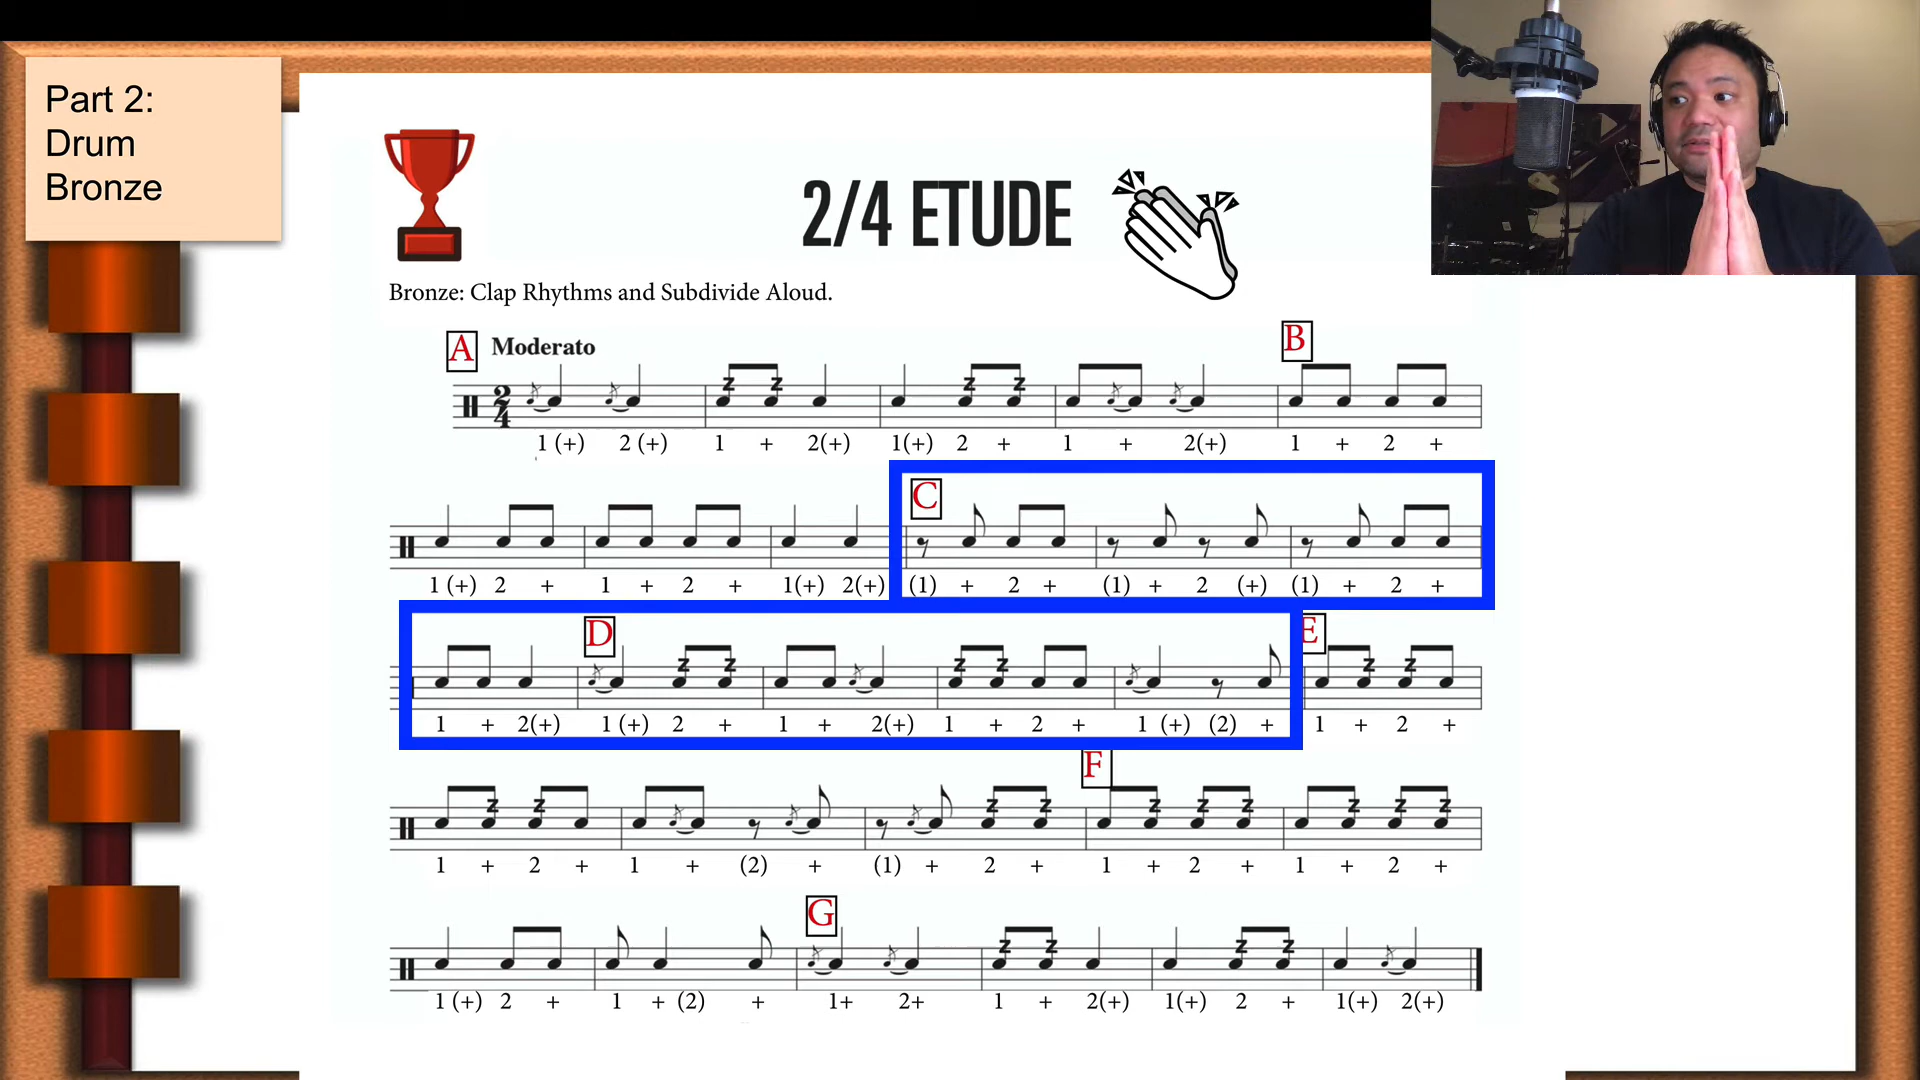 Part 2:
Drum
Bronze
2/4 ETUDE
Bronze: Clap Rhythms and Subdivide Aloud.
A Moderato B
2
4
z z z z
1 (+) 2 (+) 1 + 2(+) 1(+) 2 + 1 + 2(+) 1 + 2 +
C
1 (+) 2 + 1 + 2 + 1(+) 2(+) (1) + 2 + (1) + 2 (+) (1) + 2 +
D E
z z z z z z
1 + 2(+) 1 (+) 2 + 1 + 2(+) 1 + 2 + 1 (+) (2) + 1 + 2 +
F
z z z z z z z z z z
1 + 2 + 1 + (2) + (1) + 2 + 1 + 2 + 1 + 2 +
G
z z z z
1 (+) 2 + 1 + (2) + 1+ 2+ 1 + 2(+) 1(+) 2 + 1(+) 2(+)